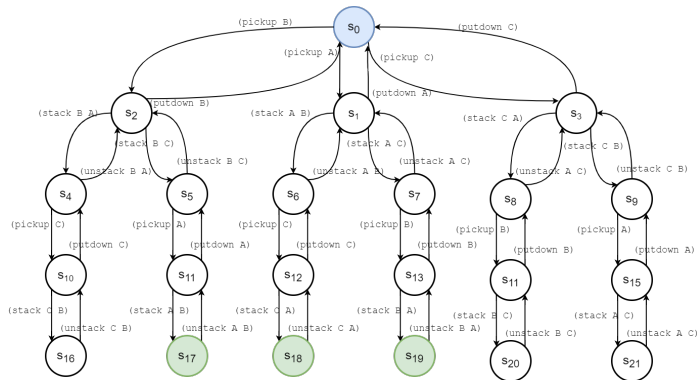 (pickup B)
s0
(putdown C)
(pickup A)
(pickup C)
(putdown B)
(putdown A)
s2
s1
s3
(stack B A)
(stack A B)
(stack C A)
(stack B C)
(stack A C)
(stack C B)
(unstack B A)
(unstack B C)
(unstack A B)
(unstack A C)
(unstack A C)
(unstack C B)
s4
s5
s6
s7
s8
s9
(pickup C)
(pickup A)
(pickup C)
(pickup B)
(pickup B)
(pickup A)
(putdown C)
(putdown A)
(putdown C)
(putdown B)
(putdown B)
(putdown A)
s10
s11
s12
s13
s11
s15
(stack C B)
(stack A B)
(stack C A)
(stack B A)
(stack B C)
(stack A C)
(unstack C B)
(unstack A B)
(unstack C A)
(unstack B A)
(unstack B C)
(unstack A C)
s16
s17
s18
s19
s20
s21